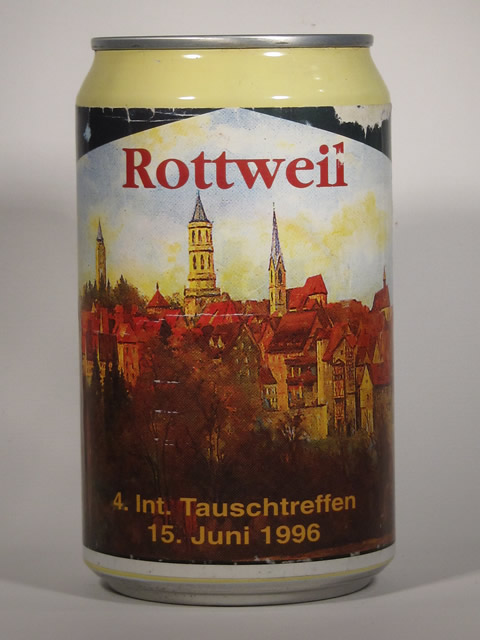 Rottweil
4. Int. Tauschtreffen
15. Juni 1996